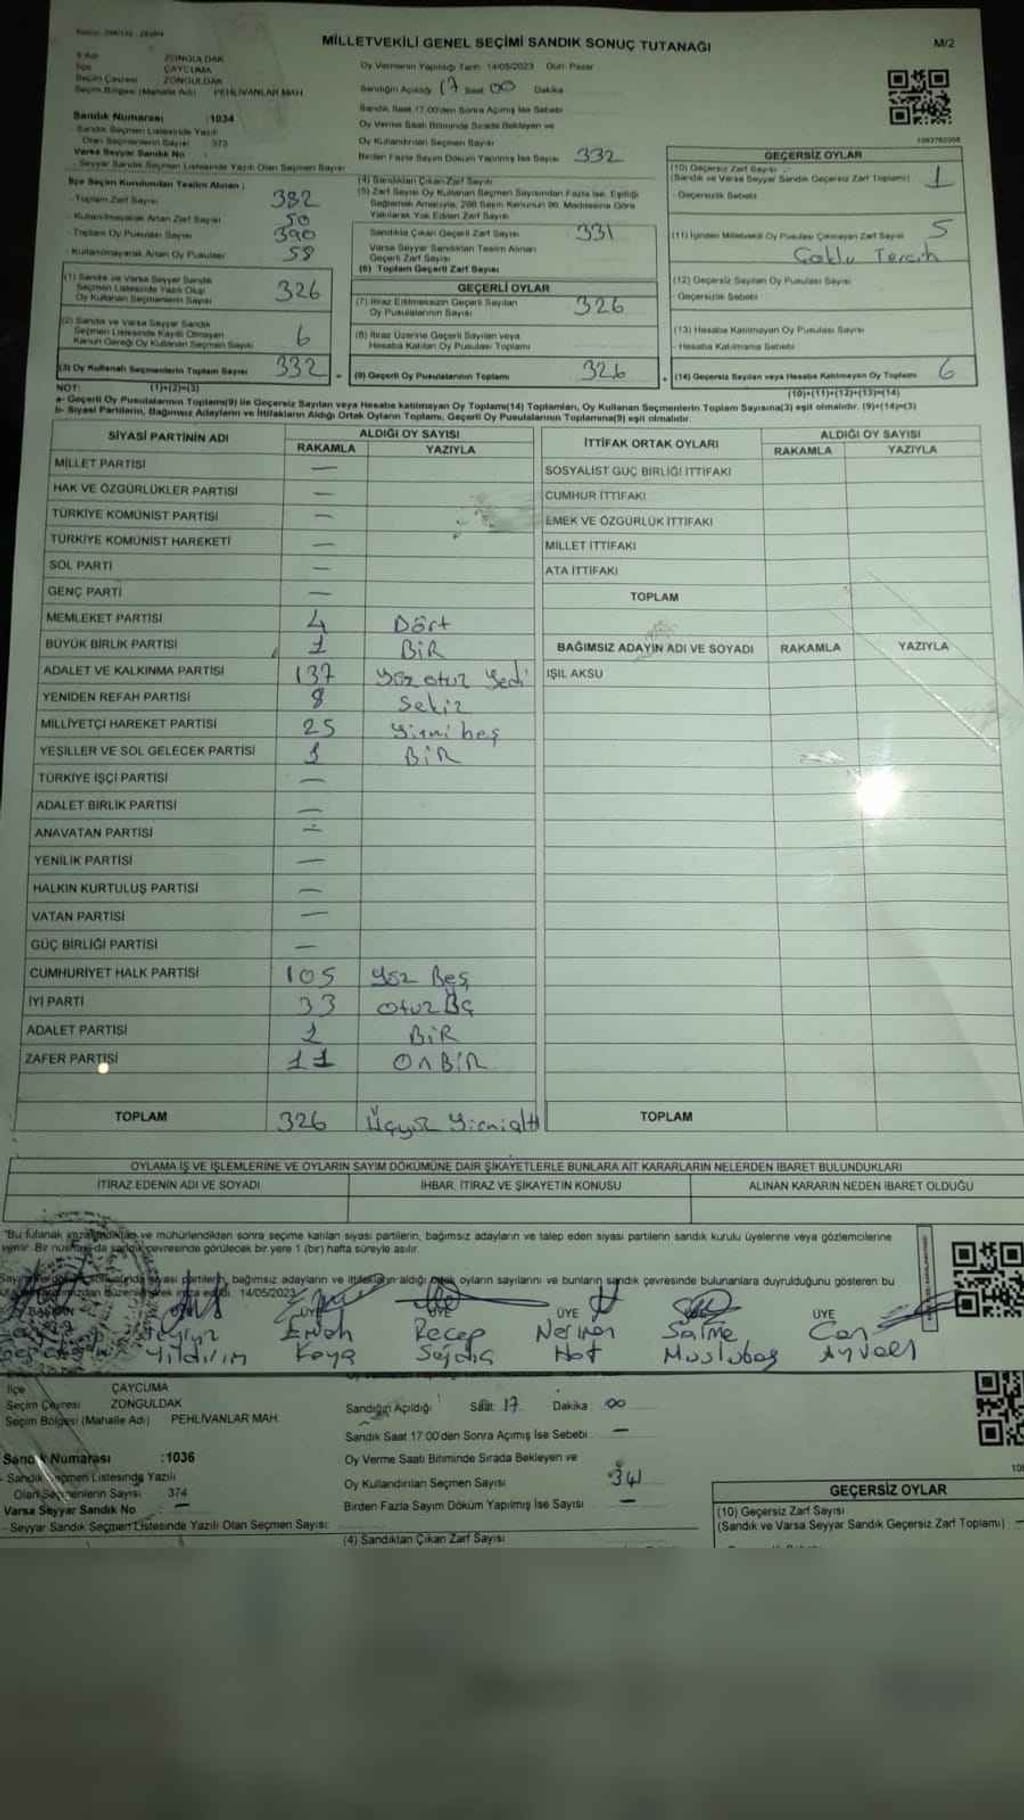 MİLLETVEKİLİ GENEL SEÇİMİ SANDIK SONUÇ TUTANAĞI
M/2
ZONGULDAK
İlçe ÇAYCUMA
Seçim Çevresi ZONGULDAK
Seçim Bölgesi (Mahalle Adı) PEHLİVANLAR MAH.
Oy Vermenin Yapıldığı Tarih: 14/05/2023 Gün: Pazar
Sandığın Açıldığı 17 Saat 00 Dakika
Sandık Saat 17:00'den Sonra Açılmış İse Sebebi
Oy Verme Saati Bitiminde Sırada Bekleyen ve
Oy Kullandırılan Seçmen Sayısı
Birden Fazla Sayım Döküm Yapılmış İse Sayısı 332
Sandık Numarası :1034
Sandık Seçmen Listesinde Yazılı
Olan Seçmenlerin Sayısı 373
Varsa Seyyar Sandık No
Seyyar Sandık Seçmen Listesinde Yazılı Olan Seçmen Sayısı
İlçe Seçim Kurulundan Teslim Alınan;
Toplam Zarf Sayısı 382
Kullanılmayarak Artan Zarf Sayısı 50
Toplam Oy Pusulası Sayısı 390
Kullanılmayarak Artan Oy Pusulası 58
(1) Sandık ve Varsa Seyyar Sandık
Seçmen Listesinde Yazılı Olup
Oy Kullanan Seçmenlerin Sayısı 326
(2) Sandık ve Varsa Seyyar Sandık
Seçmen Listesinde Kayıtlı Olmayan
Kanun Gereği Oy Kullanan Seçmen Sayısı 6
(3) Oy Kullanan Seçmenlerin Toplam Sayısı 332
(4) Sandıktan Çıkan Zarf Sayısı
(5) Zarf Sayısı Oy Kullanan Seçmen Sayısından Fazla İse, Eşitliği
Sağlamak Amacıyla, 298 Sayılı Kanunun 98. Maddesine Göre
Yakılarak Yok Edilen Zarf Sayısı
Sandıkta Çıkan Geçerli Zarf Sayısı 331
Varsa Seyyar Sandıktan Teslim Alınan
Geçerli Zarf Sayısı
(6) Toplam Geçerli Zarf Sayısı
GEÇERLİ OYLAR
(7) İtiraz Edilmeksizin Geçerli Sayılan
Oy Pusulalarının Sayısı 326
(8) İtiraz Üzerine Geçerli Sayılan veya
Hesaba Katılan Oy Pusulası Toplamı
(9) Geçerli Oy Pusulalarının Toplamı 326
GEÇERSİZ OYLAR
(10) Geçersiz Zarf Sayısı
(Sandık ve Varsa Seyyar Sandık Geçersiz Zarf Toplamı) 1
Geçersizlik Sebebi
(11) İçinden Milletvekili Oy Pusulası Çıkmayan Zarf Sayısı 5
Çoklu Tercih
(12) Geçersiz Sayılan Oy Pusulası Sayısı
Geçersizlik Sebebi
(13) Hesaba Katılmayan Oy Pusulası Sayısı
Hesaba Katılmama Sebebi
(14) Geçersiz Sayılan veya Hesaba Katılmayan Oy Toplamı 6
NOT: (1)+(2)=(3)
(10)+(11)+(12)+(13)=(14)
a- Geçerli Oy Pusulalarının Toplamı(9) ile Geçersiz Sayılan veya Hesaba katılmayan Oy Toplamı(14) Toplamları, Oy Kullanan Seçmenlerin Toplam Sayısına(3) eşit olmalıdır. (9)+(14)=(3)
b- Siyasi Partilerin, Bağımsız Adayların ve İttifakların Aldığı Ortak Oyların Toplamı, Geçerli Oy Pusulalarının Toplamına(9) eşit olmalıdır.
SİYASİ PARTİNİN ADI ALDIĞI OY SAYISI
RAKAMLA YAZIYLA
MİLLET PARTİSİ —
HAK VE ÖZGÜRLÜKLER PARTİSİ —
TÜRKİYE KOMÜNİST PARTİSİ —
TÜRKİYE KOMÜNİST HAREKETİ —
SOL PARTİ —
GENÇ PARTİ —
MEMLEKET PARTİSİ 4 Dört
BÜYÜK BİRLİK PARTİSİ 1 BİR
ADALET VE KALKINMA PARTİSİ 137 Yüz otuz Yedi
YENİDEN REFAH PARTİSİ 8 Sekiz
MİLLİYETÇİ HAREKET PARTİSİ 25 Yirmi beş
YEŞİLLER VE SOL GELECEK PARTİSİ 1 BİR
TÜRKİYE İŞÇİ PARTİSİ —
ADALET BİRLİK PARTİSİ —
ANAVATAN PARTİSİ —
YENİLİK PARTİSİ —
HALKIN KURTULUŞ PARTİSİ —
VATAN PARTİSİ —
GÜÇ BİRLİĞİ PARTİSİ —
CUMHURİYET HALK PARTİSİ 105 Yüz Beş
İYİ PARTİ 33 otuz Üç
ADALET PARTİSİ 1 BİR
ZAFER PARTİSİ 11 ON BİR
TOPLAM 326 Üçyüz Yirmialtı
İTTİFAK ORTAK OYLARI ALDIĞI OY SAYISI
RAKAMLA YAZIYLA
SOSYALİST GÜÇ BİRLİĞİ İTTİFAKI
CUMHUR İTTİFAKI
EMEK VE ÖZGÜRLÜK İTTİFAKI
MİLLET İTTİFAKI
ATA İTTİFAKI
TOPLAM
BAĞIMSIZ ADAYIN ADI VE SOYADI RAKAMLA YAZIYLA
IŞIL AKSU
TOPLAM
OYLAMA İŞ VE İŞLEMLERİNE VE OYLARIN SAYIM DÖKÜMÜNE DAİR ŞİKAYETLERLE BUNLARA AİT KARARLARIN NELERDEN İBARET BULUNDUKLARI
İTİRAZ EDENİN ADI VE SOYADI İHBAR, İTİRAZ VE ŞİKAYETİN KONUSU ALINAN KARARIN NEDEN İBARET OLDUĞU
"Bu tutanak imzalandıktan ve mühürlendikten sonra seçime katılan siyasi partilerin, bağımsız adayların ve talep eden siyasi partilerin sandık kurulu üyelerine veya gözlemcilerine
verilir. Bir nüshası da sandık çevresinde görülecek bir yere 1 (bir) hafta süreyle asılır.
siyasi partilerin, bağımsız adayların ve ittifakların aldığı ortak oyların sayılarını ve bunların sandık çevresinde bulunanlara duyurulduğunu gösteren bu
14/05/2023
BAŞKAN ÜYE ÜYE ÜYE ÜYE
Recep Nerimen Salme Can
Yıldırım Kaya
İlçe ÇAYCUMA
Seçim Çevresi ZONGULDAK
Seçim Bölgesi (Mahalle Adı) PEHLİVANLAR MAH.
Sandığın Açıldığı Saat 17 Dakika 00
Sandık Saat 17:00'den Sonra Açılmış İse Sebebi —
Sandık Numarası :1036
Oy Verme Saati Bitiminde Sırada Bekleyen ve
Sandık Seçmen Listesinde Yazılı
Olan Seçmenlerin Sayısı 374
Oy Kullandırılan Seçmen Sayısı
Varsa Seyyar Sandık No —
Birden Fazla Sayım Döküm Yapılmış İse Sayısı —
Seyyar Sandık Seçmen Listesinde Yazılı Olan Seçmen Sayısı:
(4) Sandıktan Çıkan Zarf Sayısı
GEÇERSİZ OYLAR
(10) Geçersiz Zarf Sayısı
(Sandık ve Varsa Seyyar Sandık Geçersiz Zarf Toplamı)